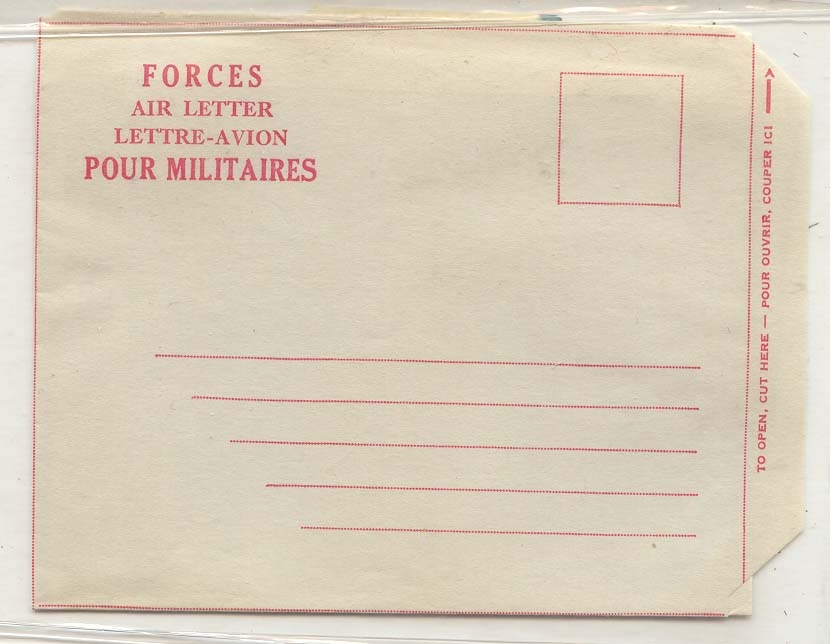 FORCES
AIR LETTER
LETTRE-AVION
POUR MILITAIRES
TO OPEN, CUT HERE — POUR OUVRIR, COUPER ICI